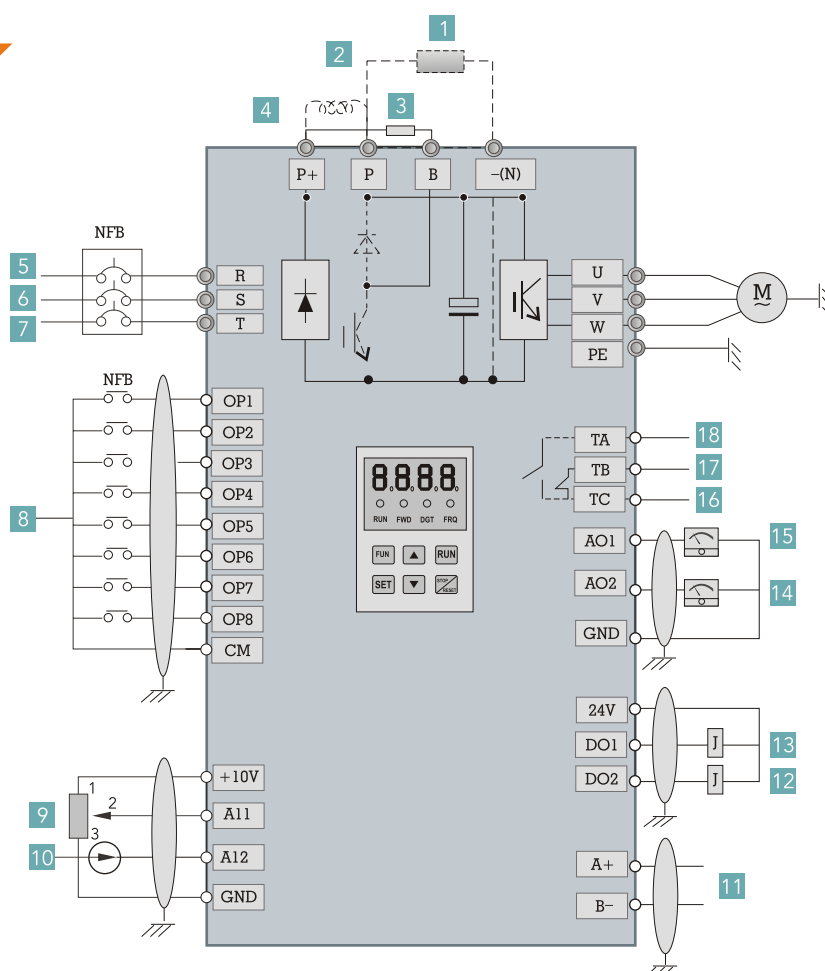 1
2
3
4
P+ P B -(N)
NFB
5 R
6 S
7 T
U
V
W
PE
M
~
NFB
OP1
OP2
OP3
OP4
8 OP5
OP6
OP7
OP8
CM
8.8.8.8.
RUN FWD DGT FRQ
FUN ▲ RUN
SET ▼ STOP/RESET
TA 18
TB 17
TC 16
AO1 15
AO2 14
GND
24V
DO1 J 13
DO2 J 12
+10V
1
9 2 A11
3
10 A12
GND
A+
11
B-